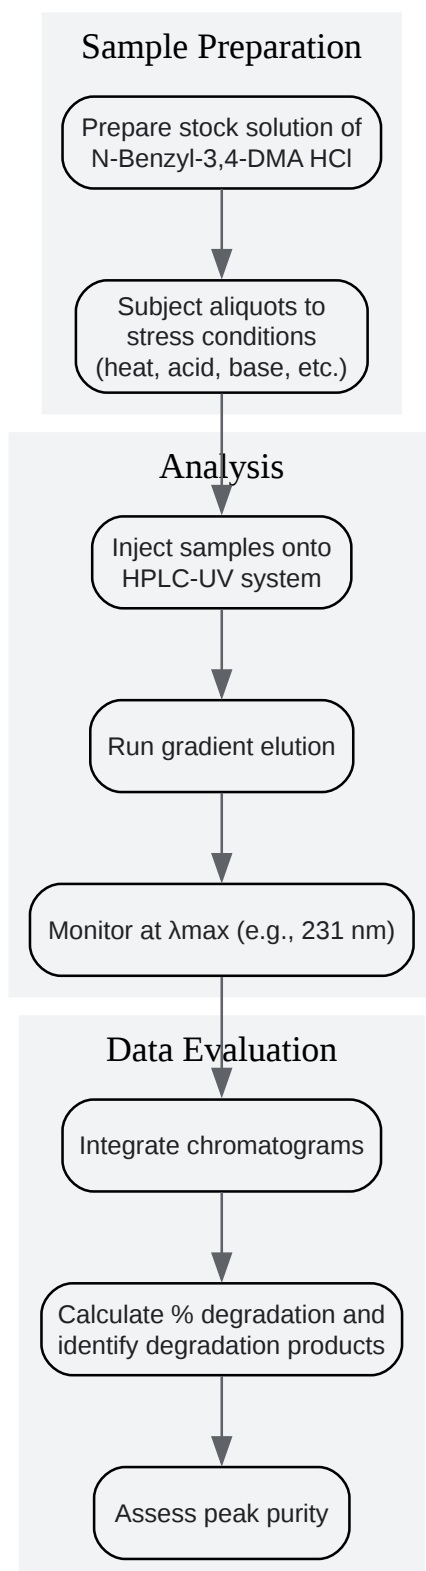 Sample Preparation
Prepare stock solution of
N-Benzyl-3,4-DMA HCl
Subject aliquots to
stress conditions
(heat, acid, base, etc.)
Analysis
Inject samples onto
HPLC-UV system
Run gradient elution
Monitor at λmax (e.g., 231 nm)
Data Evaluation
Integrate chromatograms
Calculate % degradation and
identify degradation products
Assess peak purity